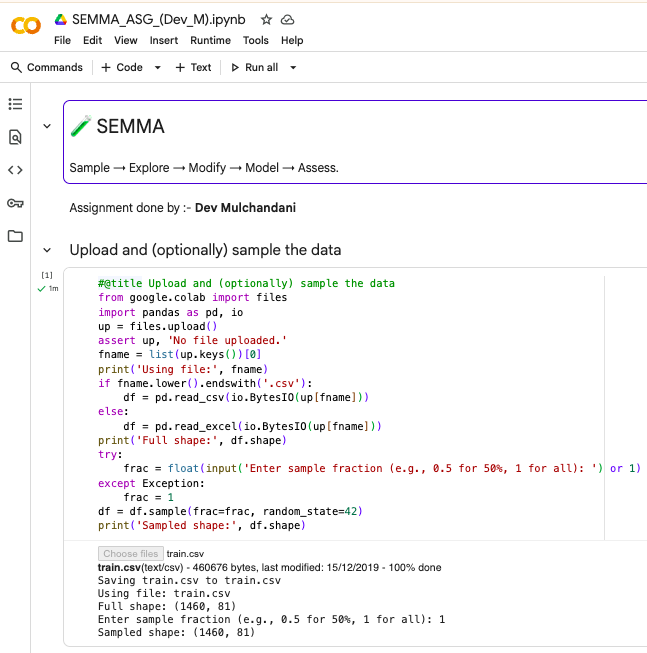 SEMMA_ASG_(Dev_M).ipynb
File Edit View Insert Runtime Tools Help
Commands + Code + Text Run all
SEMMA
Sample → Explore → Modify → Model → Assess.
Assignment done by :- Dev Mulchandani
Upload and (optionally) sample the data
[1]
1m
#@title Upload and (optionally) sample the data
from google.colab import files
import pandas as pd, io
up = files.upload()
assert up, 'No file uploaded.'
fname = list(up.keys())[0]
print('Using file:', fname)
if fname.lower().endswith('.csv'):
    df = pd.read_csv(io.BytesIO(up[fname]))
else:
    df = pd.read_excel(io.BytesIO(up[fname]))
print('Full shape:', df.shape)
try:
    frac = float(input('Enter sample fraction (e.g., 0.5 for 50%, 1 for all): ') or 1)
except Exception:
    frac = 1
df = df.sample(frac=frac, random_state=42)
print('Sampled shape:', df.shape)
Choose files train.csv
train.csv(text/csv) - 460676 bytes, last modified: 15/12/2019 - 100% done
Saving train.csv to train.csv
Using file: train.csv
Full shape: (1460, 81)
Enter sample fraction (e.g., 0.5 for 50%, 1 for all): 1
Sampled shape: (1460, 81)